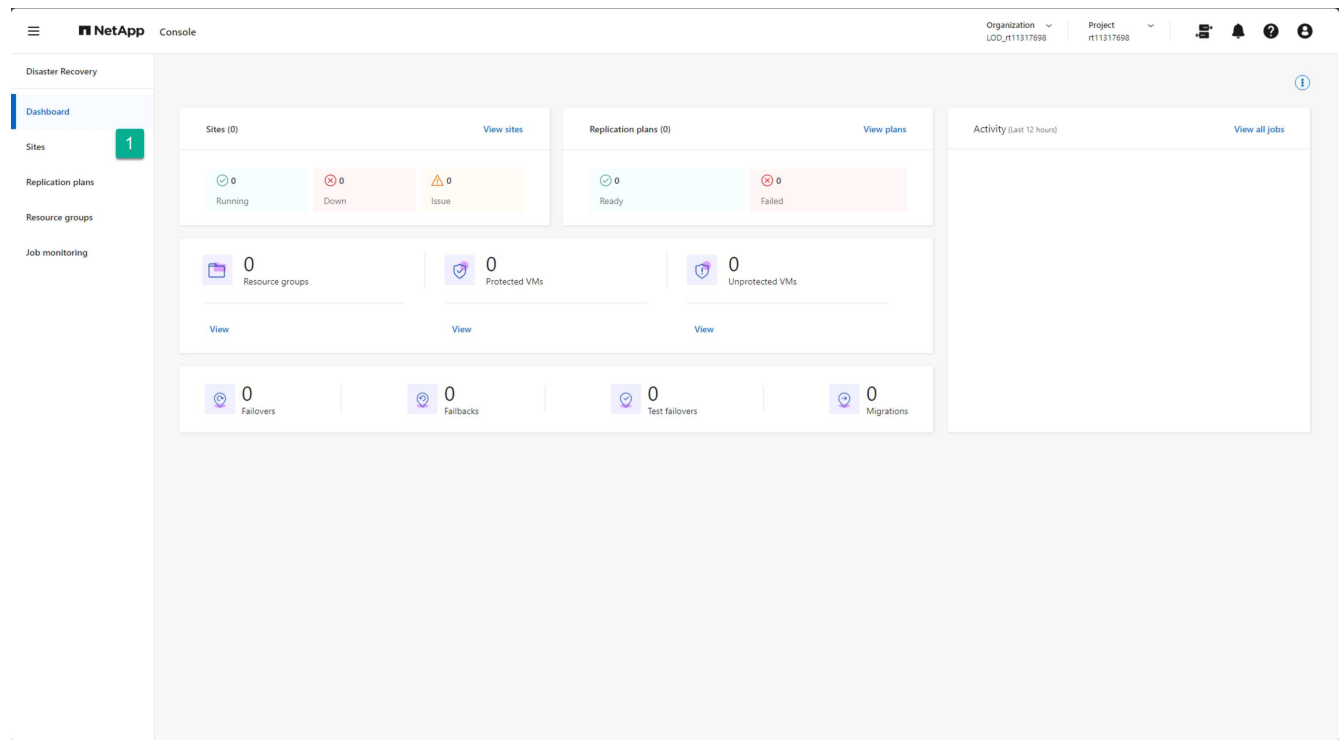 NetApp Console
Organization
LOD_rt11317698
Project
rt11317698
Disaster Recovery
Dashboard
Sites
1
Replication plans
Resource groups
Job monitoring
Sites (0)
View sites
0
Running
0
Down
0
Issue
Replication plans (0)
View plans
0
Ready
0
Failed
Activity (Last 12 hours)
View all jobs
0
Resource groups
View
0
Protected VMs
View
0
Unprotected VMs
View
0
Failovers
0
Failbacks
0
Test failovers
0
Migrations